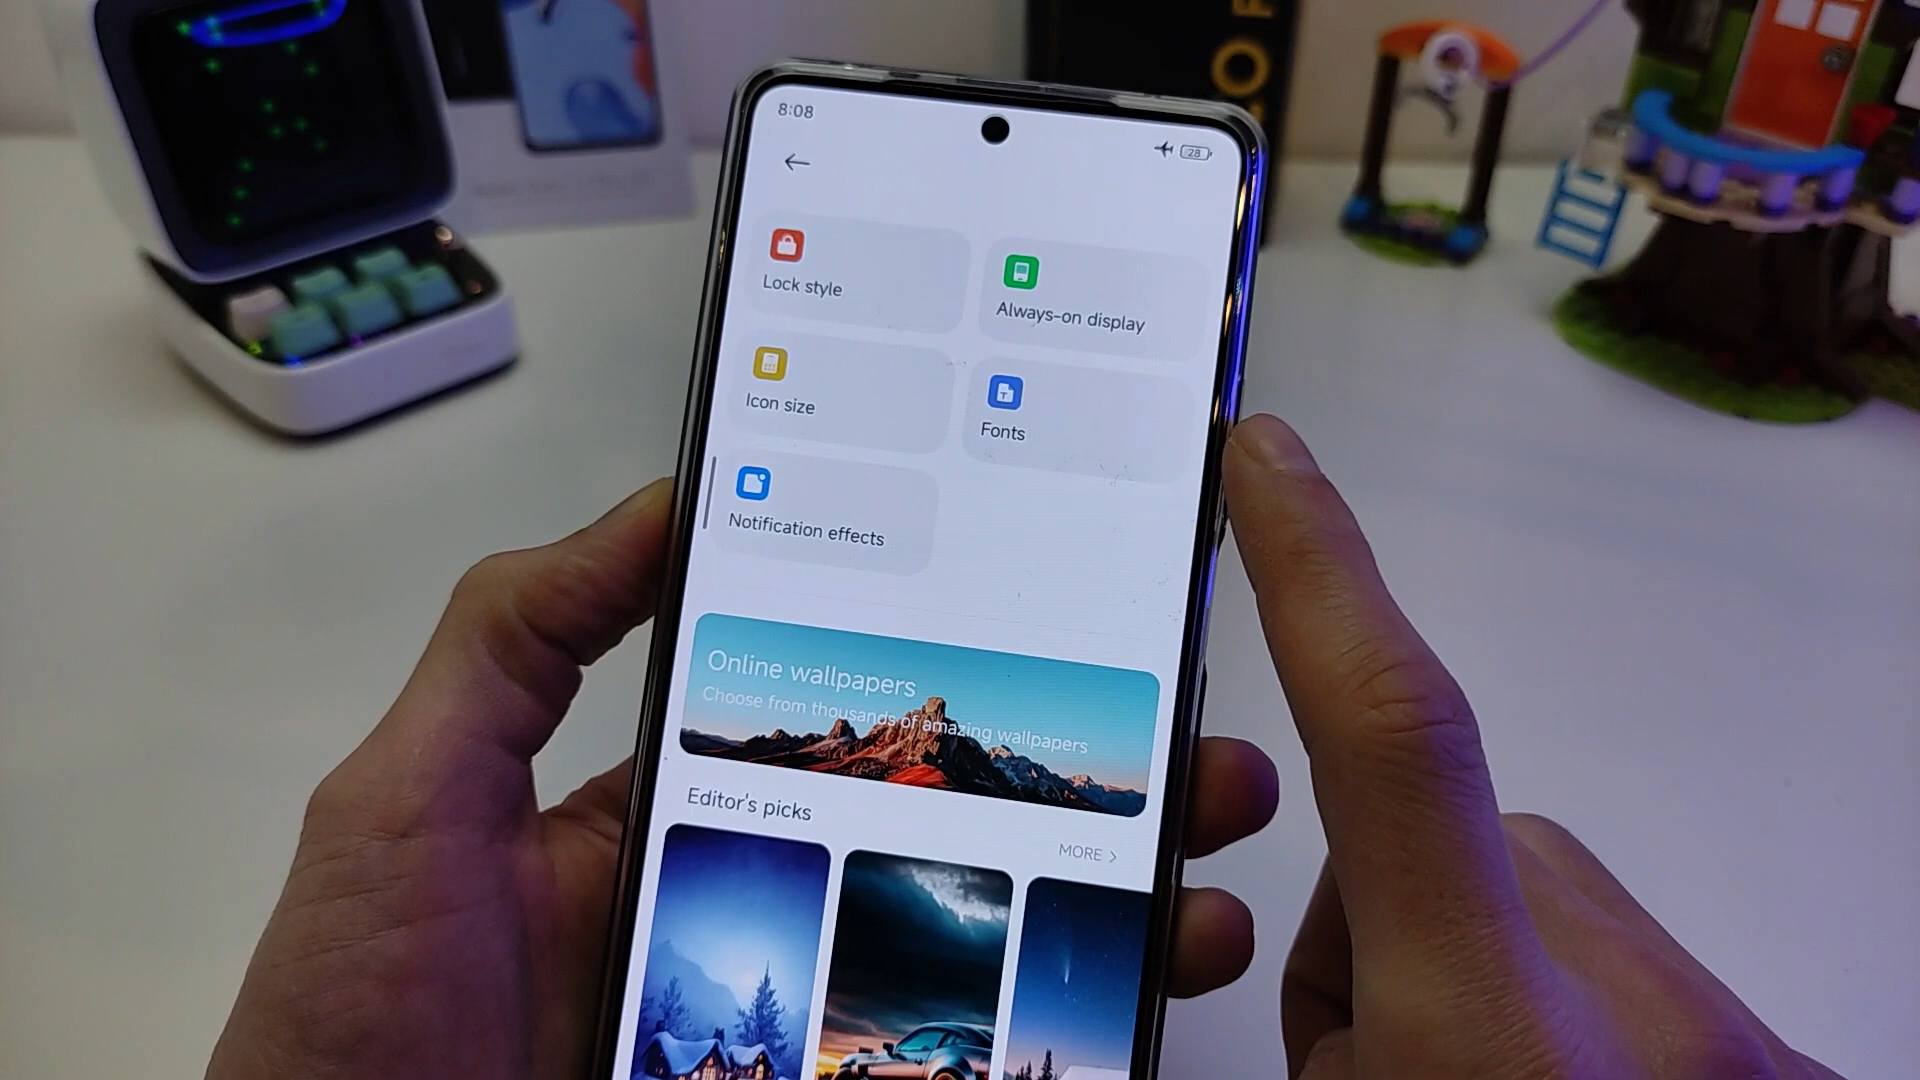 8:08
28
Lock style
Always-on display
Icon size
Fonts
Notification effects
Online wallpapers
Choose from thousands of amazing wallpapers
Editor's picks
MORE >
O F